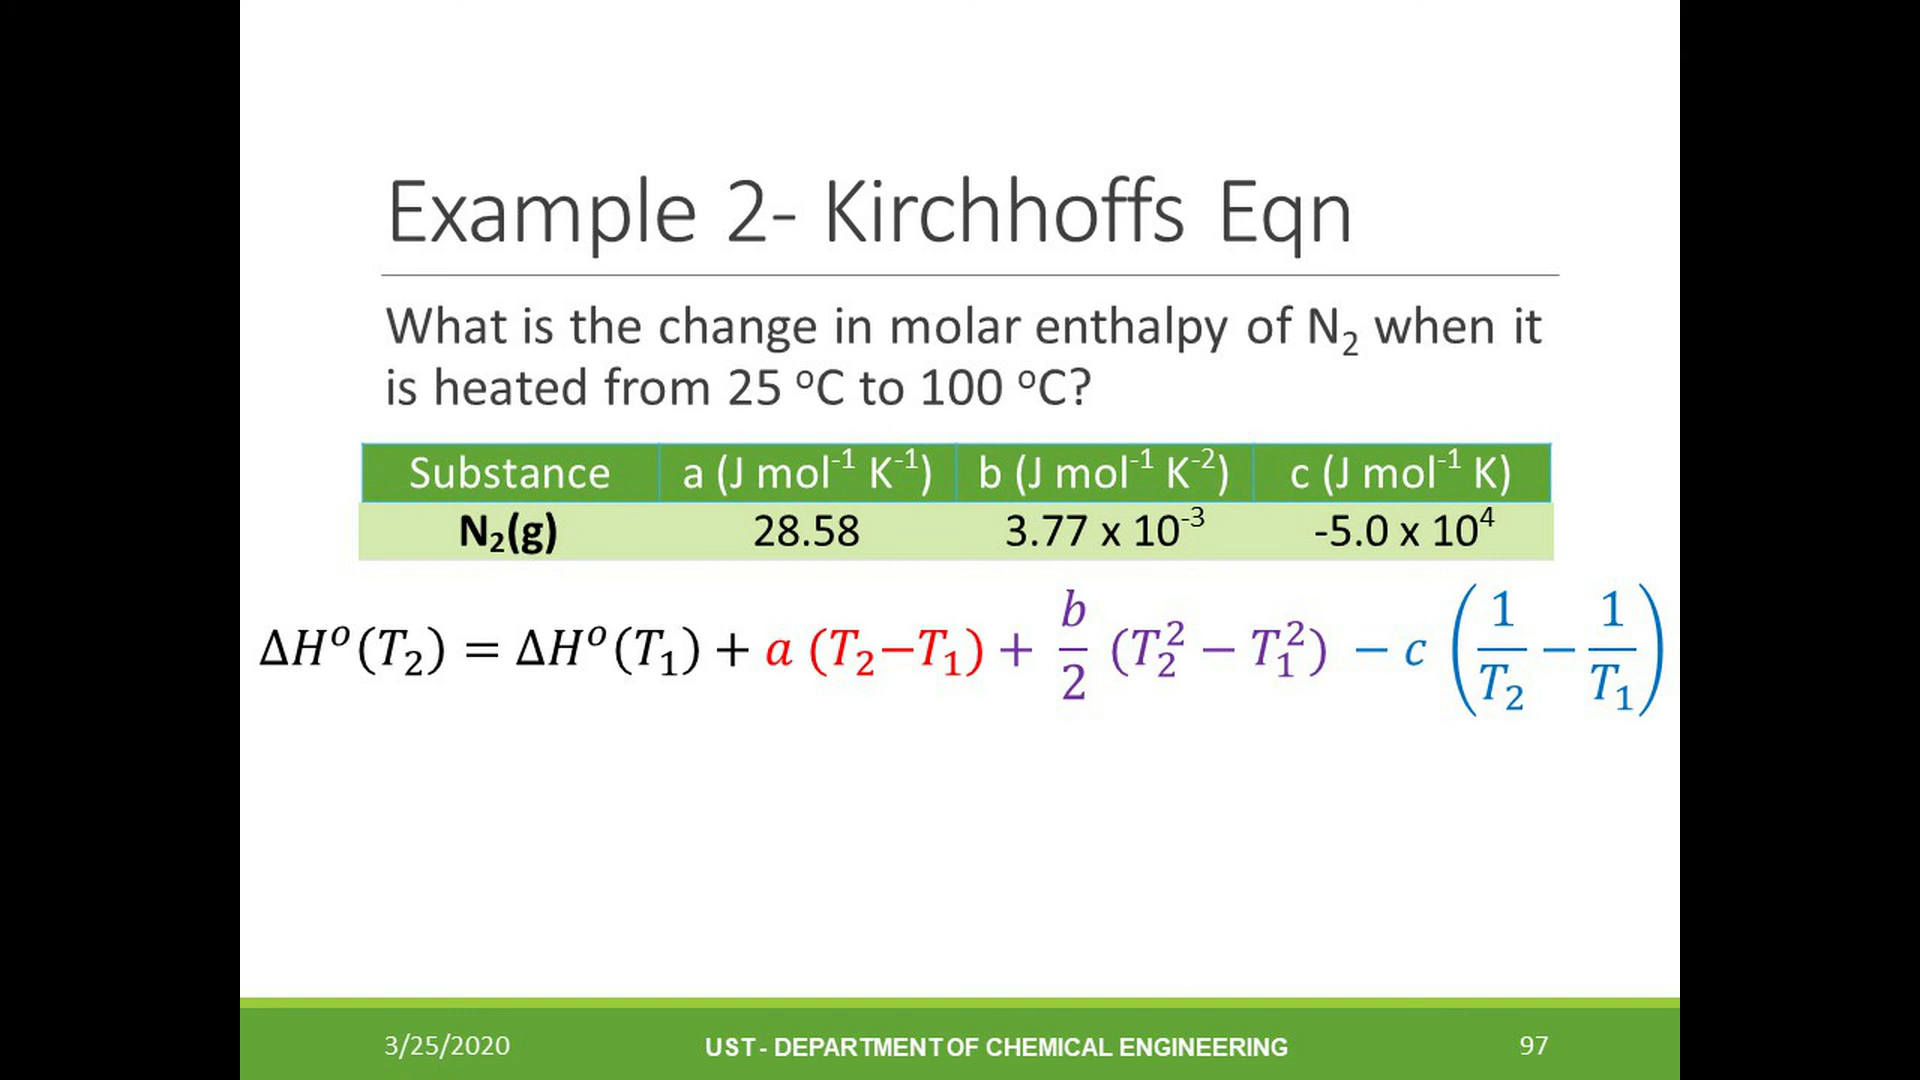 Example 2- Kirchhoffs Eqn
What is the change in molar enthalpy of N₂ when it
is heated from 25 ᵒC to 100 ᵒC?
Substance a (J mol⁻¹ K⁻¹) b (J mol⁻¹ K⁻²) c (J mol⁻¹ K)
N₂(g) 28.58 3.77 x 10⁻³ -5.0 x 10⁴
ΔHᵒ(T₂) = ΔHᵒ(T₁) + a (T₂−T₁) + b/2 (T₂² − T₁²) − c (1/T₂ − 1/T₁)
3/25/2020 UST - DEPARTMENT OF CHEMICAL ENGINEERING 97